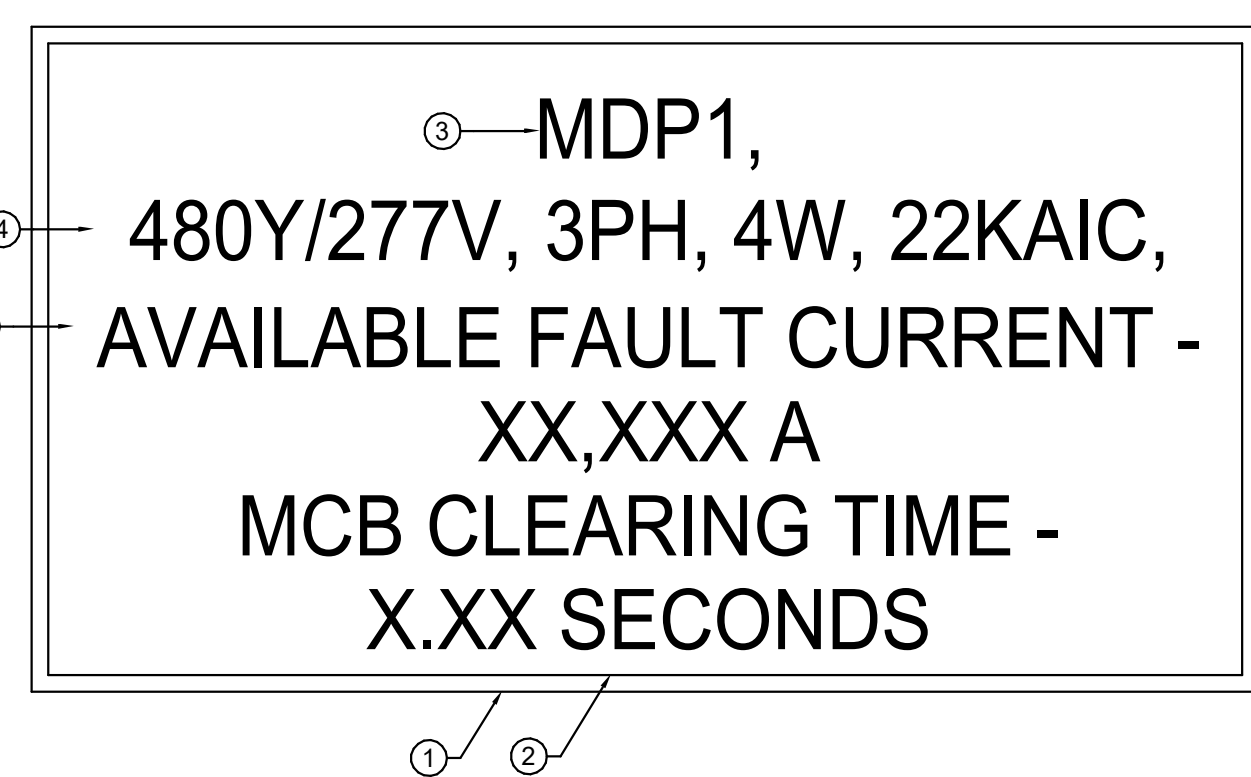 3 MDP1,
4 480Y/277V, 3PH, 4W, 22KAIC,
AVAILABLE FAULT CURRENT -
XX,XXX A
MCB CLEARING TIME -
X.XX SECONDS
1 2